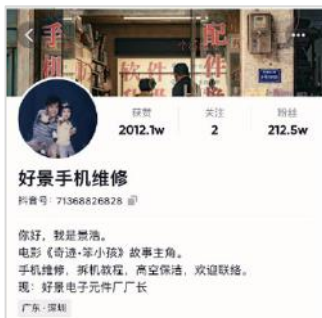 手机
配件
软件
获赞
关注
粉丝
2012.1w
2
212.5w
好景手机维修
抖音号：71368826828
你好，我是景浩。
电影《奇迹·笨小孩》故事主角。
手机维修，拆机教程，高空保洁，欢迎联络。
现：好景电子元件厂厂长
广东·深圳